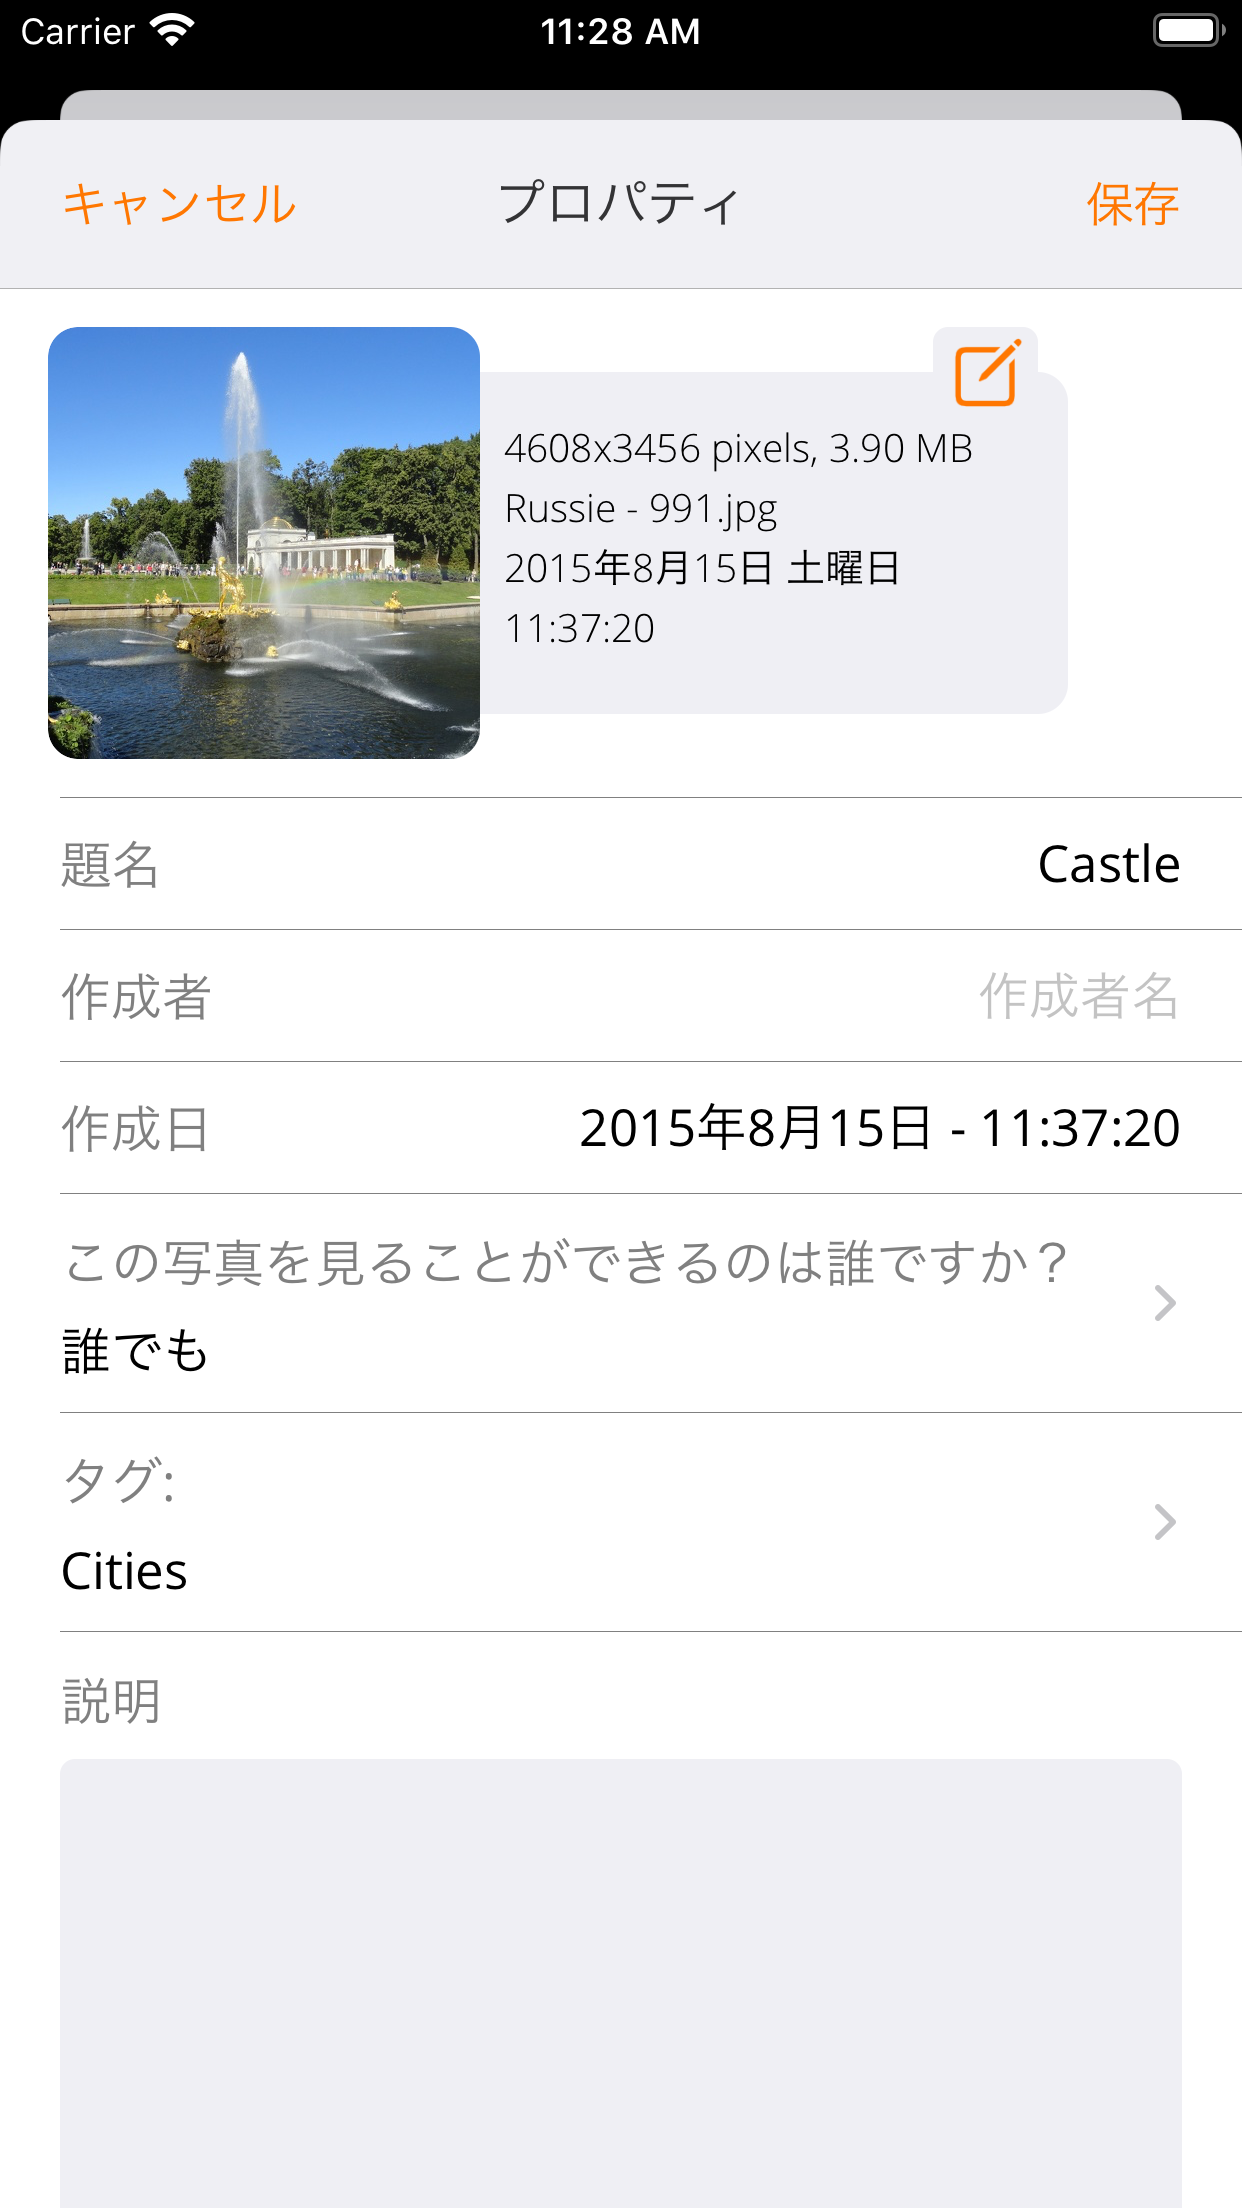 Carrier 11:28 AM
キャンセル プロパティ 保存
4608x3456 pixels, 3.90 MB
Russie - 991.jpg
2015年8月15日 土曜日
11:37:20
題名 Castle
作成者 作成者名
作成日 2015年8月15日 - 11:37:20
この写真を見ることができるのは誰ですか？
誰でも
タグ:
Cities
説明